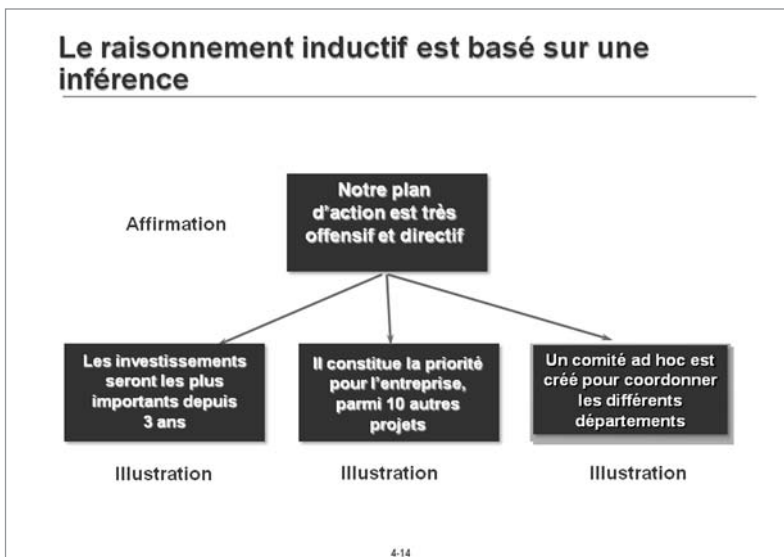 Le raisonnement inductif est basé sur une
inférence
Affirmation
Notre plan
d'action est très
offensif et directif
Les investissements
seront les plus
importants depuis
3 ans
Il constitue la priorité
pour l'entreprise,
parmi 10 autres
projets
Un comité ad hoc est
créé pour coordonner
les différents
départements
Illustration
Illustration
Illustration
4-14